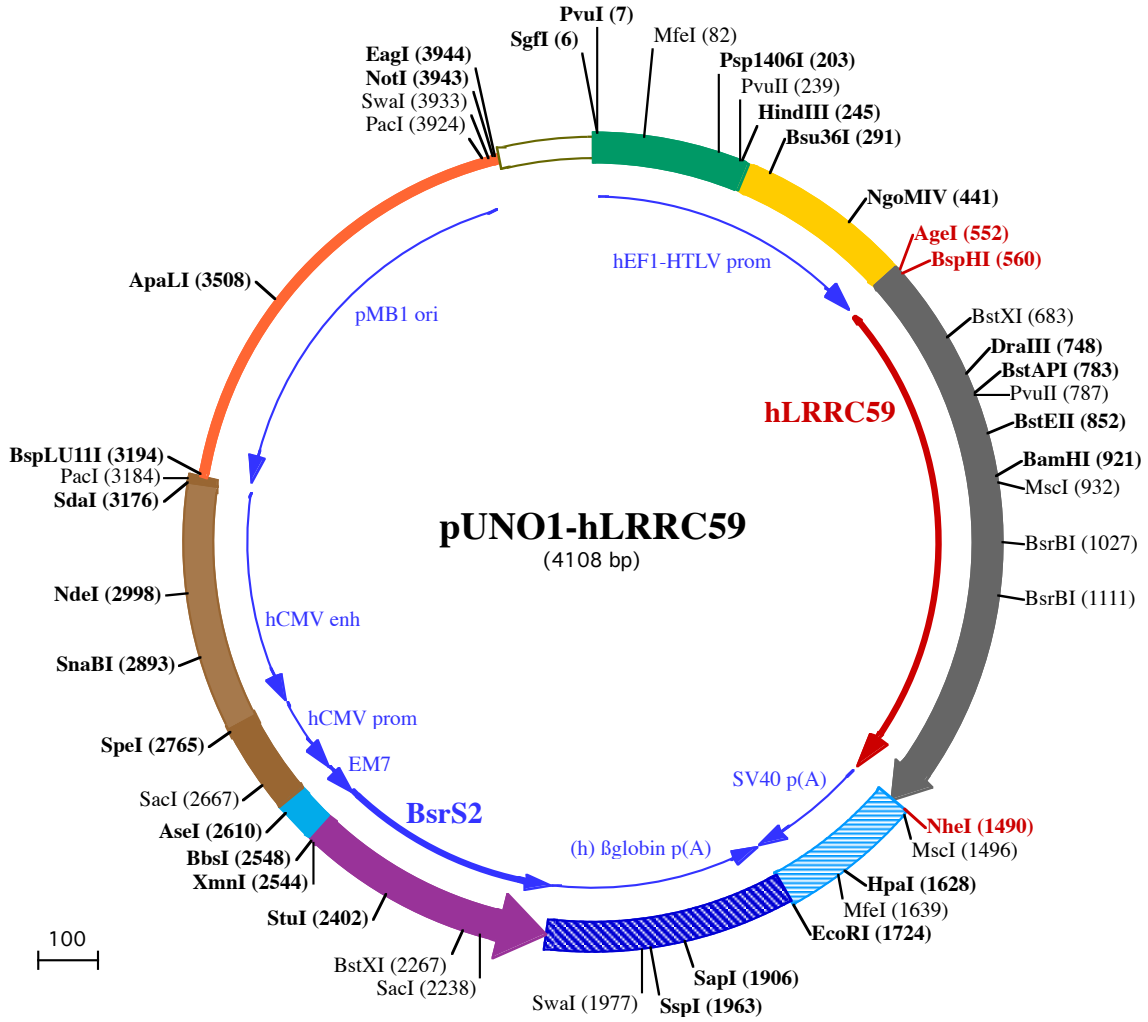 PvuI (7)
SgfI (6)
MfeI (82)
EagI (3944)
Psp1406I (203)
NotI (3943)
PvuII (239)
SwaI (3933)
HindIII (245)
PacI (3924)
Bsu36I (291)
NgoMIV (441)
AgeI (552)
BspHI (560)
hEF1-HTLV prom
ApaLI (3508)
pMB1 ori
BstXI (683)
DraIII (748)
BstAPI (783)
PvuII (787)
hLRRC59
BstEII (852)
BspLU11I (3194)
BamHI (921)
PacI (3184)
MscI (932)
SdaI (3176)
pUNO1-hLRRC59
(4108 bp)
BsrBI (1027)
NdeI (2998)
BsrBI (1111)
hCMV enh
SnaBI (2893)
hCMV prom
SpeI (2765)
EM7
SV40 p(A)
SacI (2667)
BsrS2
AseI (2610)
NheI (1490)
(h) ßglobin p(A)
MscI (1496)
BbsI (2548)
XmnI (2544)
HpaI (1628)
MfeI (1639)
StuI (2402)
EcoRI (1724)
100
BstXI (2267)
SapI (1906)
SacI (2238)
SwaI (1977)
SspI (1963)